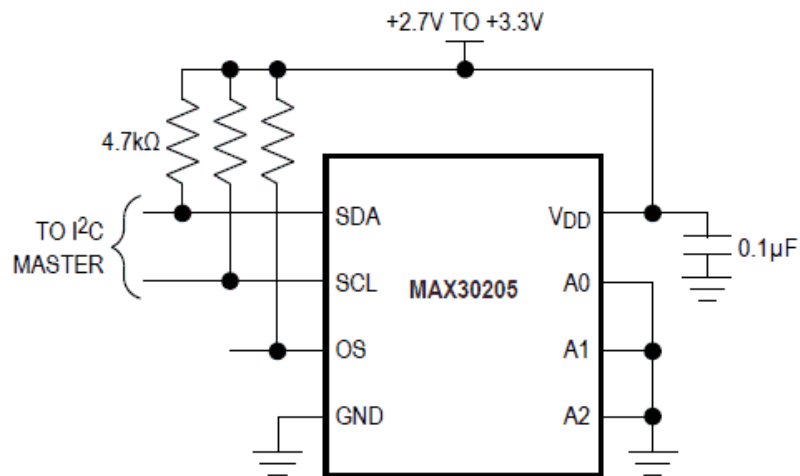 +2.7V TO +3.3V
4.7kΩ
TO I²C
MASTER
SDA
SCL
OS
GND
MAX30205
VDD
A0
A1
A2
0.1µF